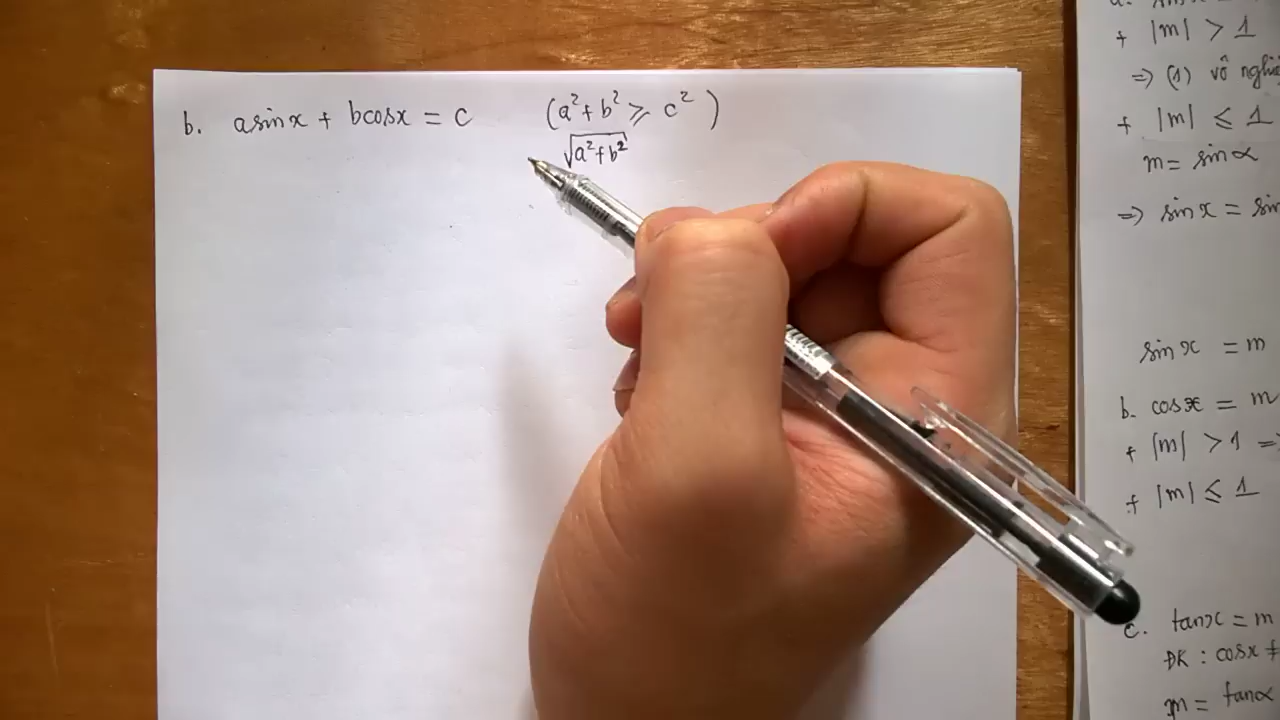 b. asinx + bcosx = c (a² + b² ⩾ c²)
√a²+b²
+ |m| > 1
=> (1) vô
+ |m| ≤ 1
m = sinα
=> sinx =
sinx = m
b. cosx = m
+ |m| > 1 =>
+ |m| ≤ 1
c. tanx = m
ĐK : cosx ≠
m = tanα